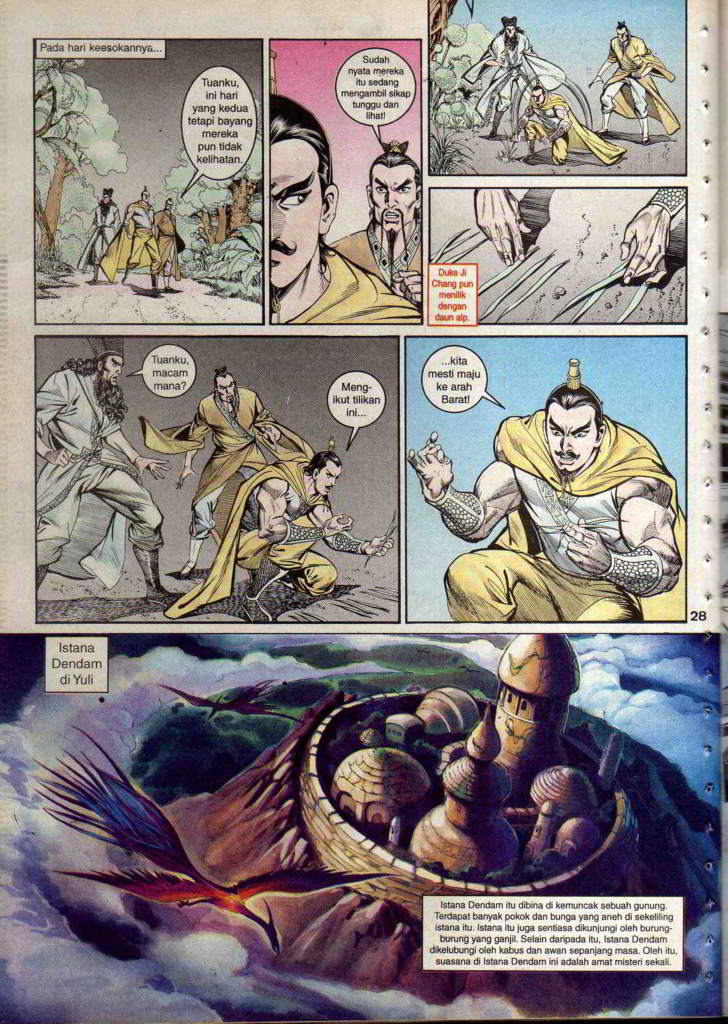 Pada hari keesokannya...
Tuanku,
ini hari
yang kedua
tetapi bayang
mereka
pun tidak
kelihatan.
Sudah
nyata mereka
itu sedang
mengambil sikap
tunggu dan
lihat!
Duke Ji
Chang pun
menilik
dengan
daun alp.
Tuanku,
macam
mana?
Meng-
ikut tilikan
ini...
...kita
mesti maju
ke arah
Barat!
28
Istana
Dendam
di Yuli
Istana Dendam itu dibina di kemuncak sebuah gunung.
Terdapat banyak pokok dan bunga yang aneh di sekeliling
istana itu. Istana itu juga sentiasa dikunjungi oleh burung-
burung yang ganjil. Selain daripada itu, Istana Dendam
dikelubungi oleh kabus dan awan sepanjang masa. Oleh itu,
suasana di Istana Dendam ini adalah amat misteri sekali.